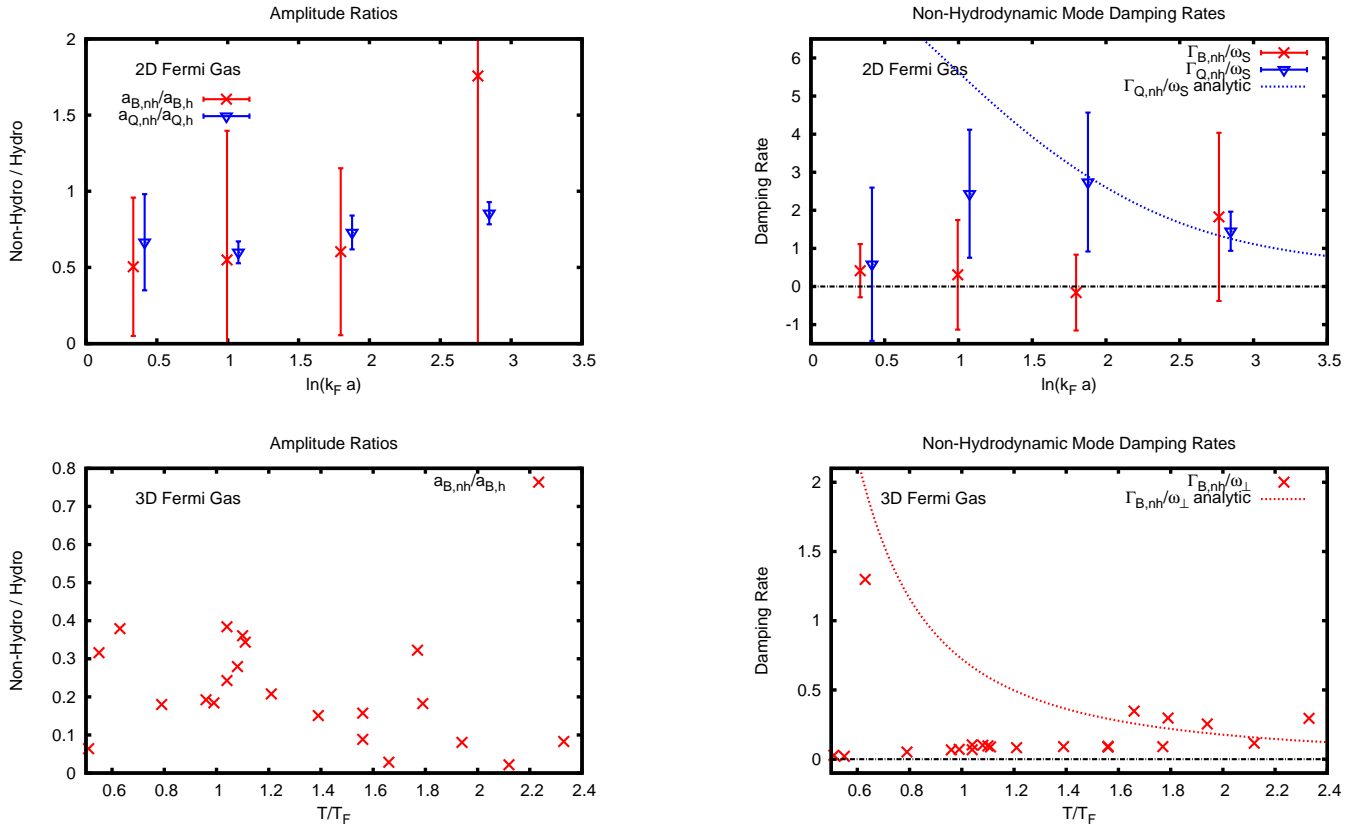 Amplitude Ratios
2D Fermi Gas
a_B,nh/a_B,h
a_Q,nh/a_Q,h
Non-Hydro / Hydro
2
1.5
1
0.5
0
0 0.5 1 1.5 2 2.5 3 3.5
ln(k_F a)
Non-Hydrodynamic Mode Damping Rates
2D Fermi Gas
Γ_B,nh/ω_S
Γ_Q,nh/ω_S
Γ_Q,nh/ω_S analytic
Damping Rate
6
5
4
3
2
1
0
-1
0 0.5 1 1.5 2 2.5 3 3.5
ln(k_F a)
Amplitude Ratios
3D Fermi Gas
a_B,nh/a_B,h
Non-Hydro / Hydro
0.8
0.7
0.6
0.5
0.4
0.3
0.2
0.1
0
0.6 0.8 1 1.2 1.4 1.6 1.8 2 2.2 2.4
T/T_F
Non-Hydrodynamic Mode Damping Rates
3D Fermi Gas
Γ_B,nh/ω_⊥
Γ_B,nh/ω_⊥ analytic
Damping Rate
2
1.5
1
0.5
0
0.6 0.8 1 1.2 1.4 1.6 1.8 2 2.2 2.4
T/T_F